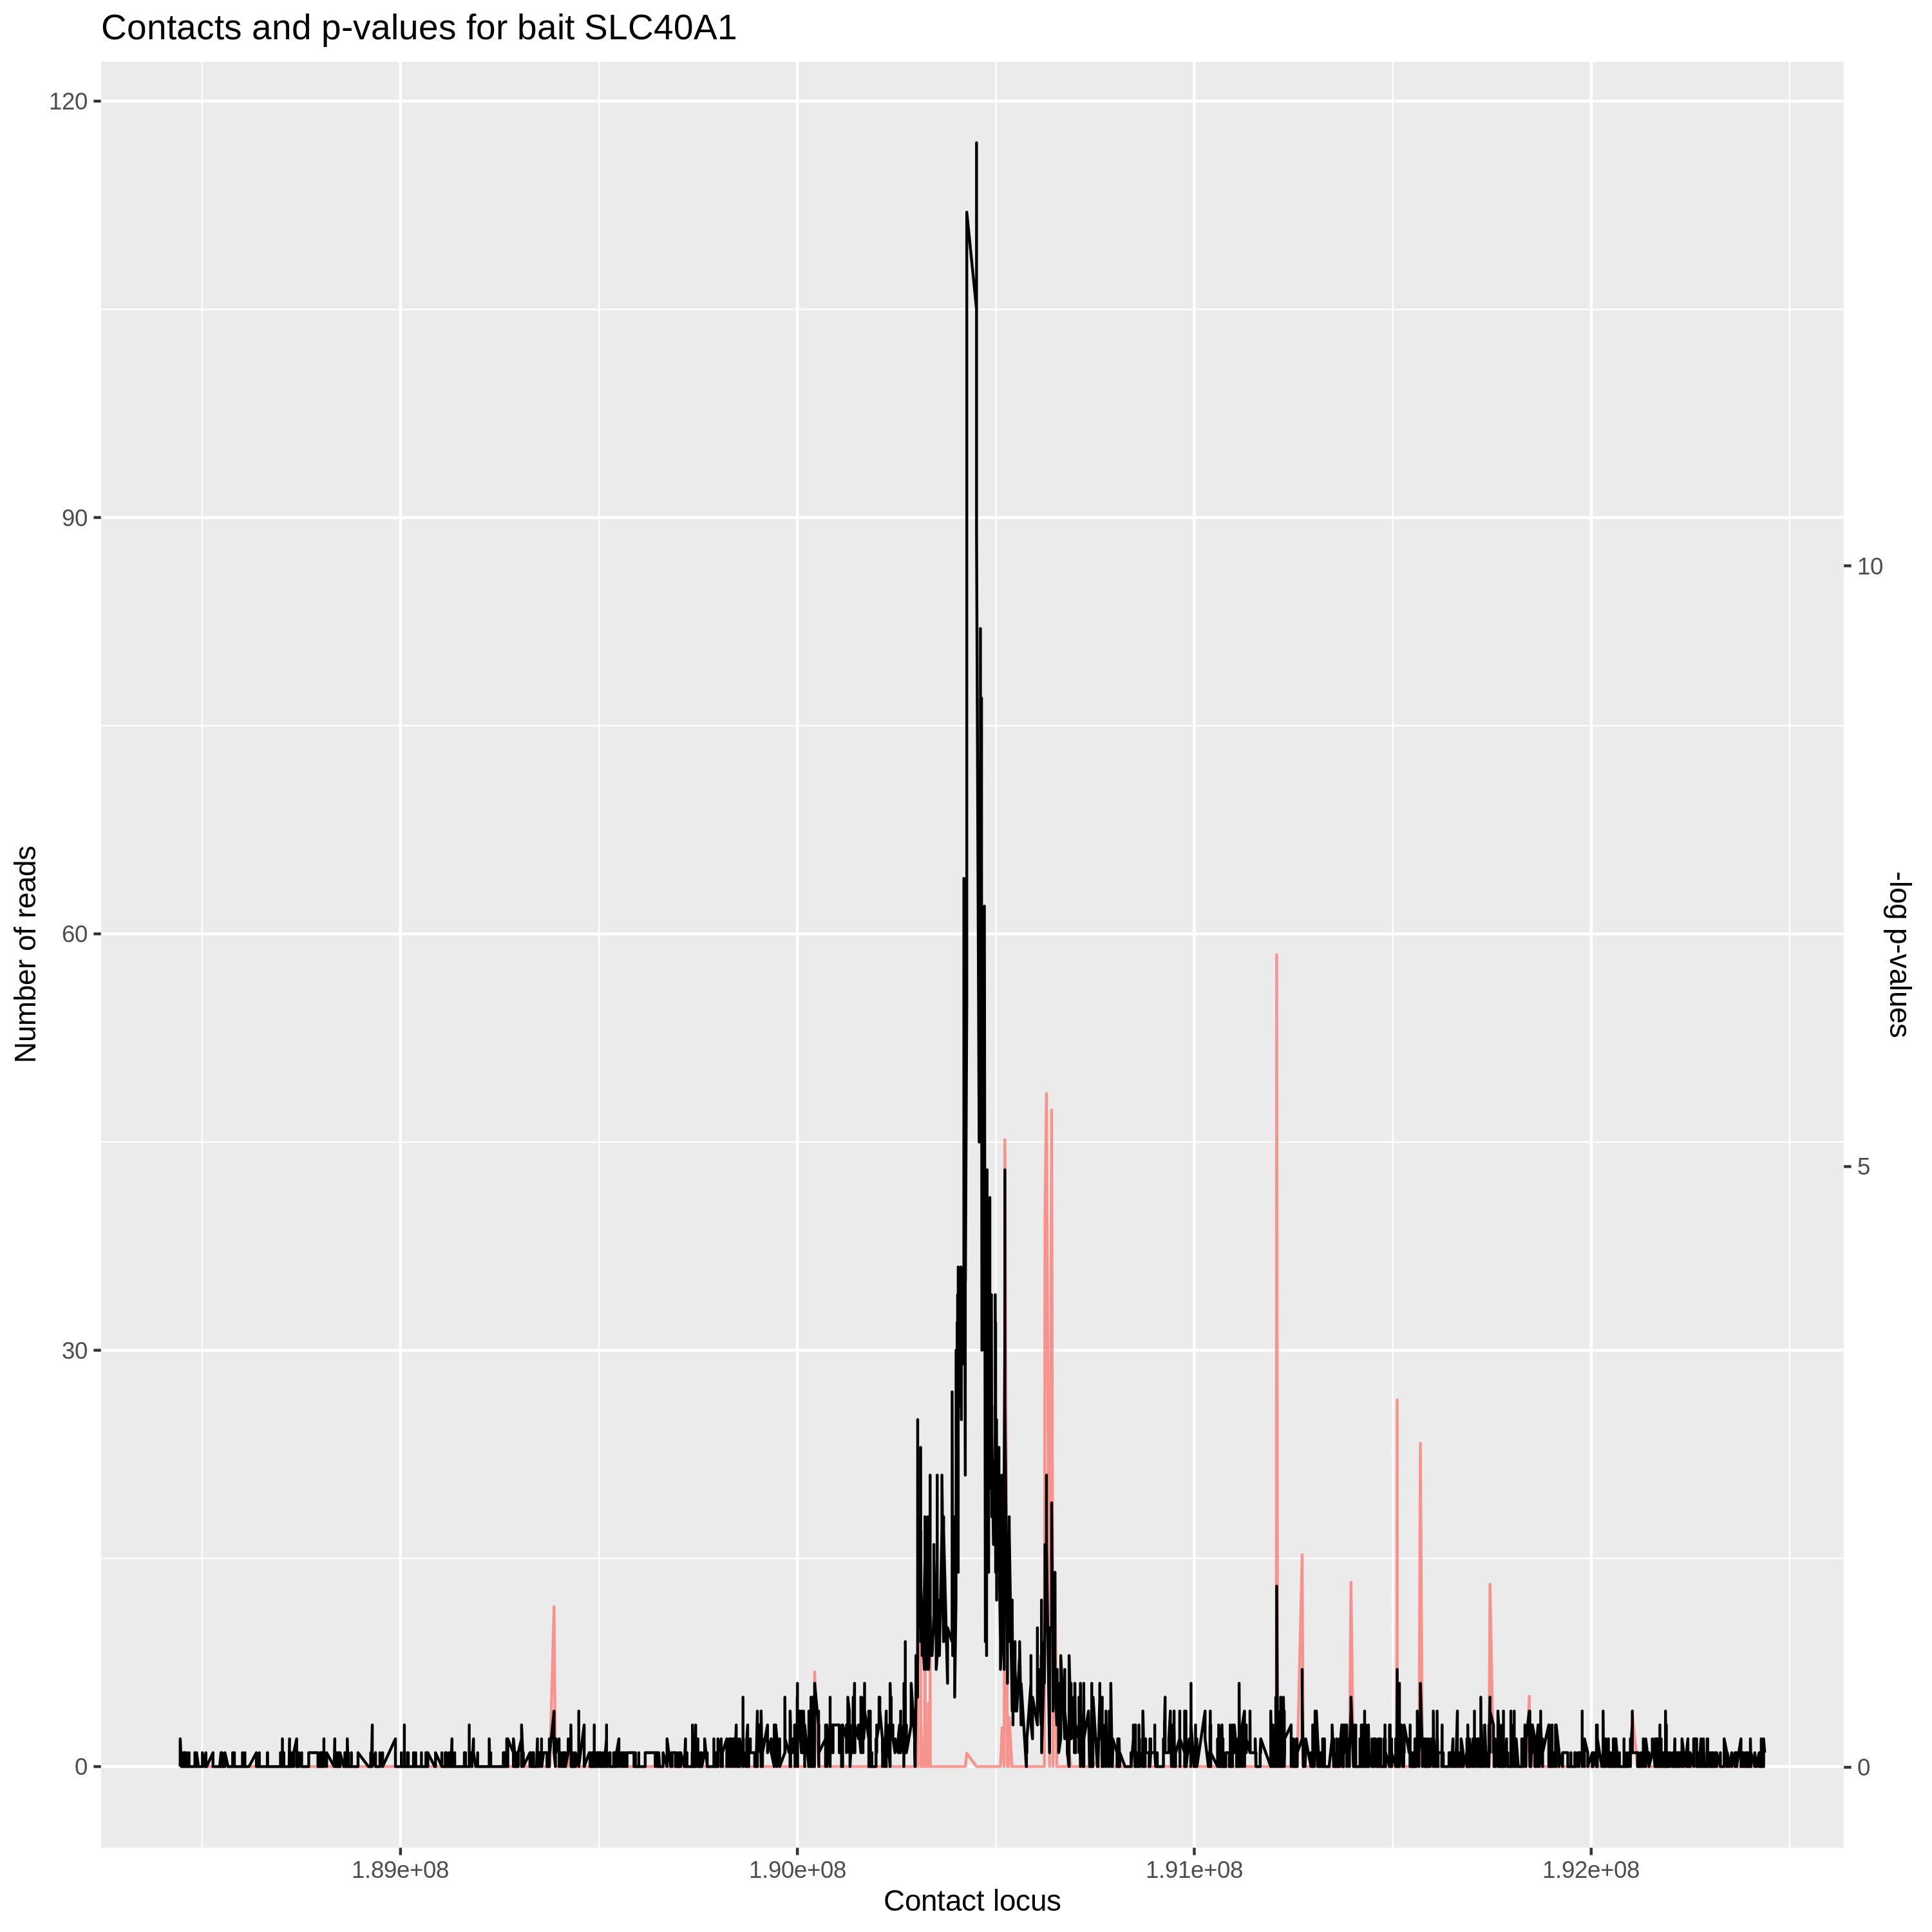 Contacts and p-values for bait SLC40A1
120
90
60
30
0
Number of reads
10
5
0
-log p-values
1.89e+08
1.90e+08
1.91e+08
1.92e+08
Contact locus